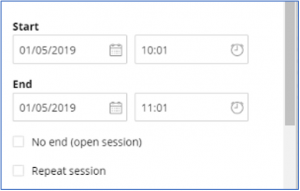 Start
01/05/2019 10:01
End
01/05/2019 11:01
No end (open session)
Repeat session